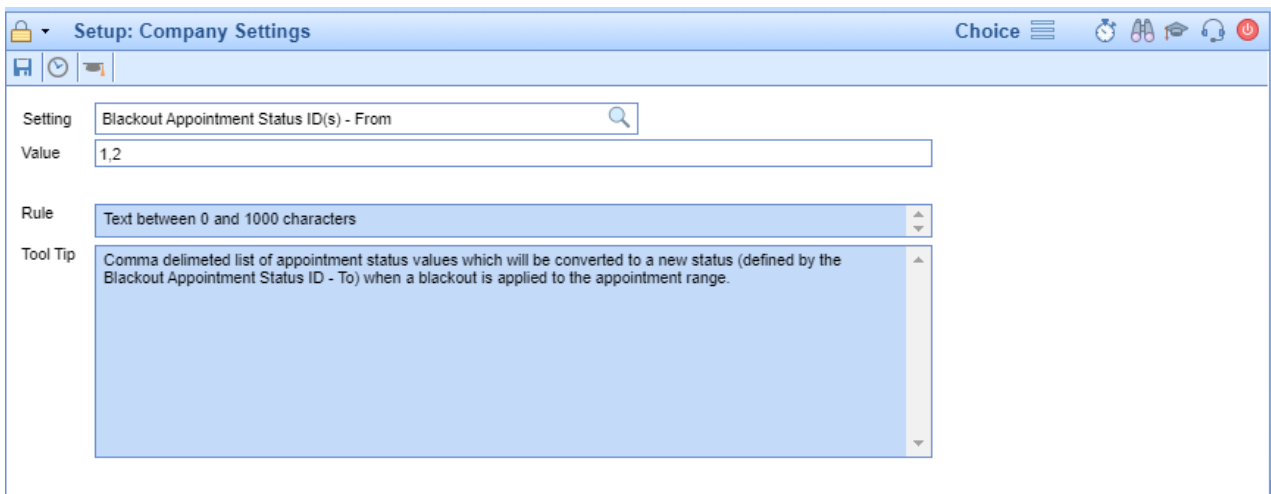 Setup: Company Settings
Choice
Setting
Blackout Appointment Status ID(s) - From
Value
1,2
Rule
Text between 0 and 1000 characters
Tool Tip
Comma delimeted list of appointment status values which will be converted to a new status (defined by the
Blackout Appointment Status ID - To) when a blackout is applied to the appointment range.